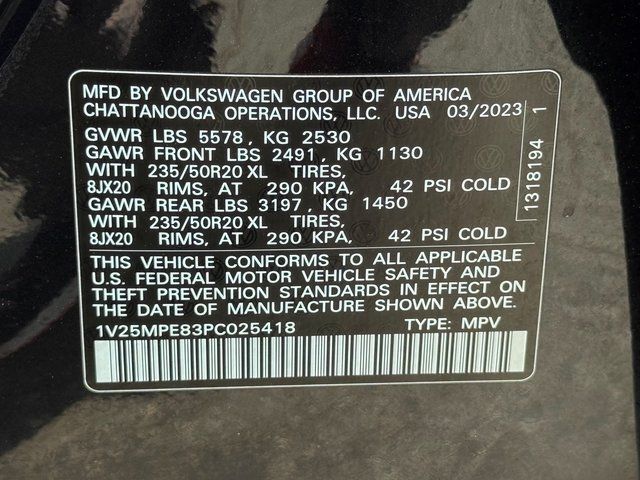 MFD BY VOLKSWAGEN GROUP OF AMERICA
CHATTANOOGA OPERATIONS, LLC. USA 03/2023
GVWR LBS 5578, KG 2530
GAWR FRONT LBS 2491, KG 1130
WITH 235/50R20 XL TIRES,
8JX20 RIMS, AT 290 KPA, 42 PSI COLD
GAWR REAR LBS 3197, KG 1450
WITH 235/50R20 XL TIRES,
8JX20 RIMS, AT 290 KPA, 42 PSI COLD
THIS VEHICLE CONFORMS TO ALL APPLICABLE
U.S. FEDERAL MOTOR VEHICLE SAFETY AND
THEFT PREVENTION STANDARDS IN EFFECT ON
THE DATE OF MANUFACTURE SHOWN ABOVE.
1V25MPE83PC025418 TYPE: MPV
1318194 1